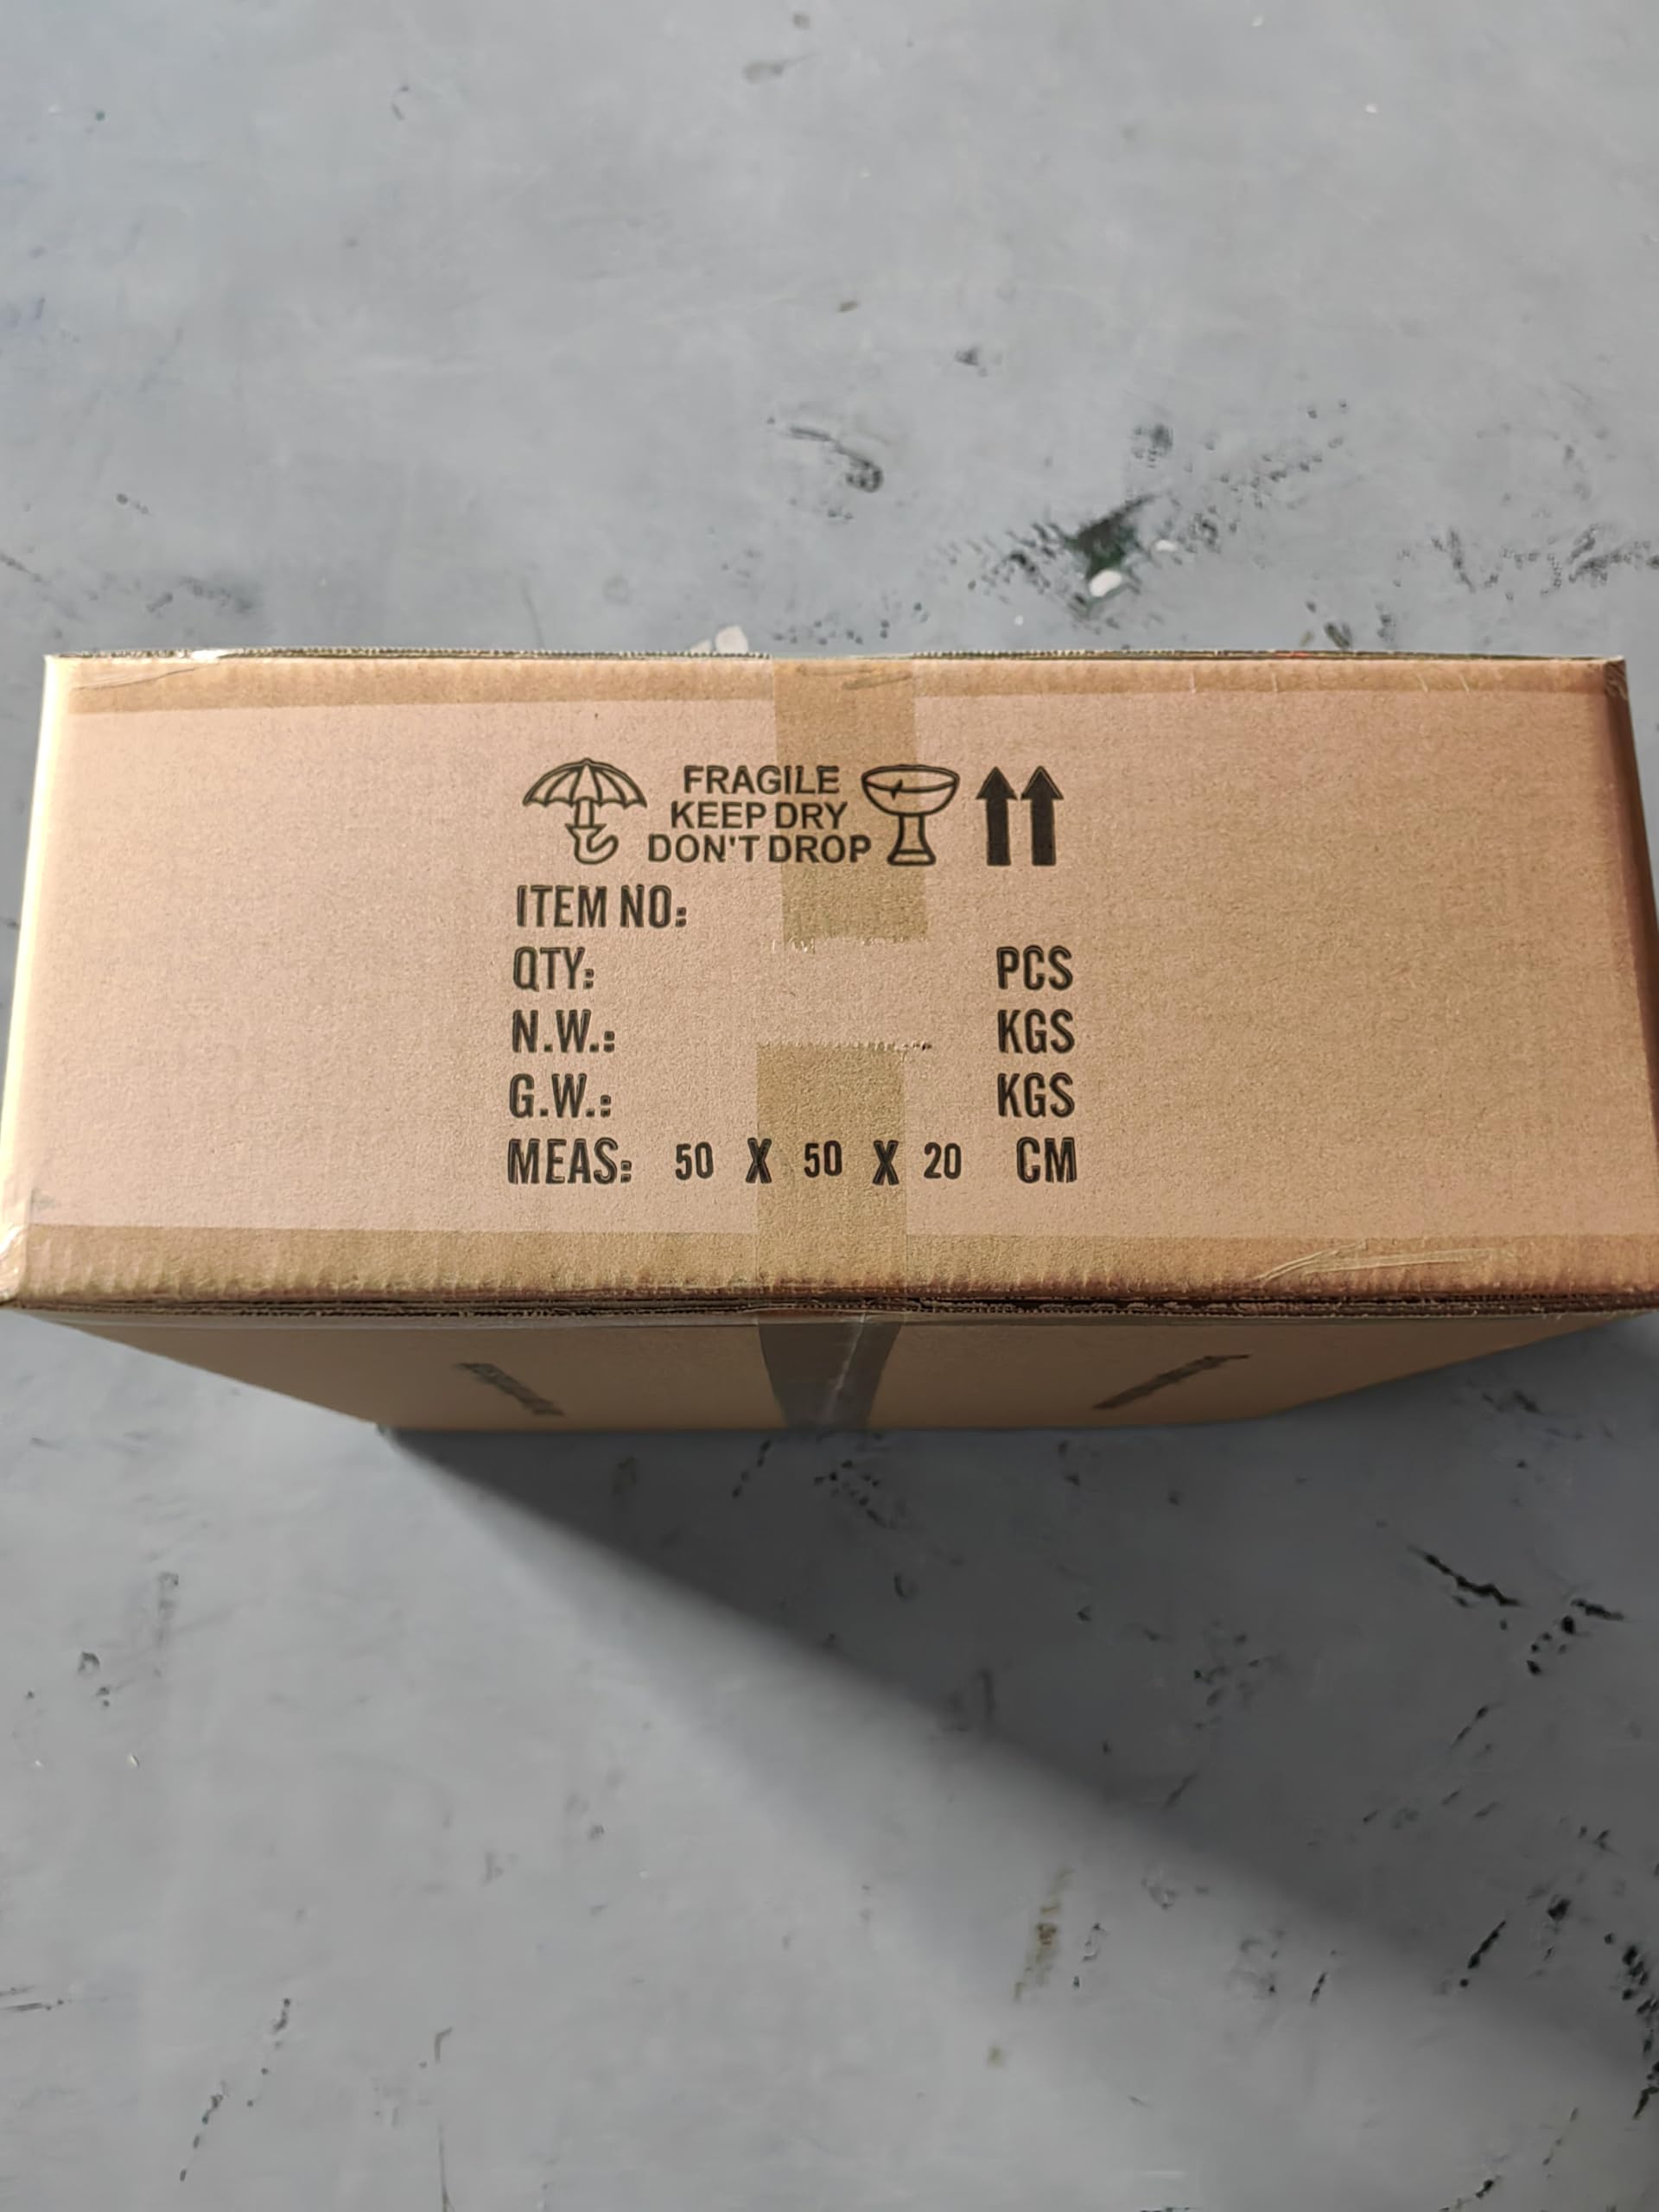 FRAGILE
KEEP DRY
DON'T DROP
ITEM NO:
QTY: PCS
N.W.: KGS
G.W.: KGS
MEAS: 50 X 50 X 20 CM